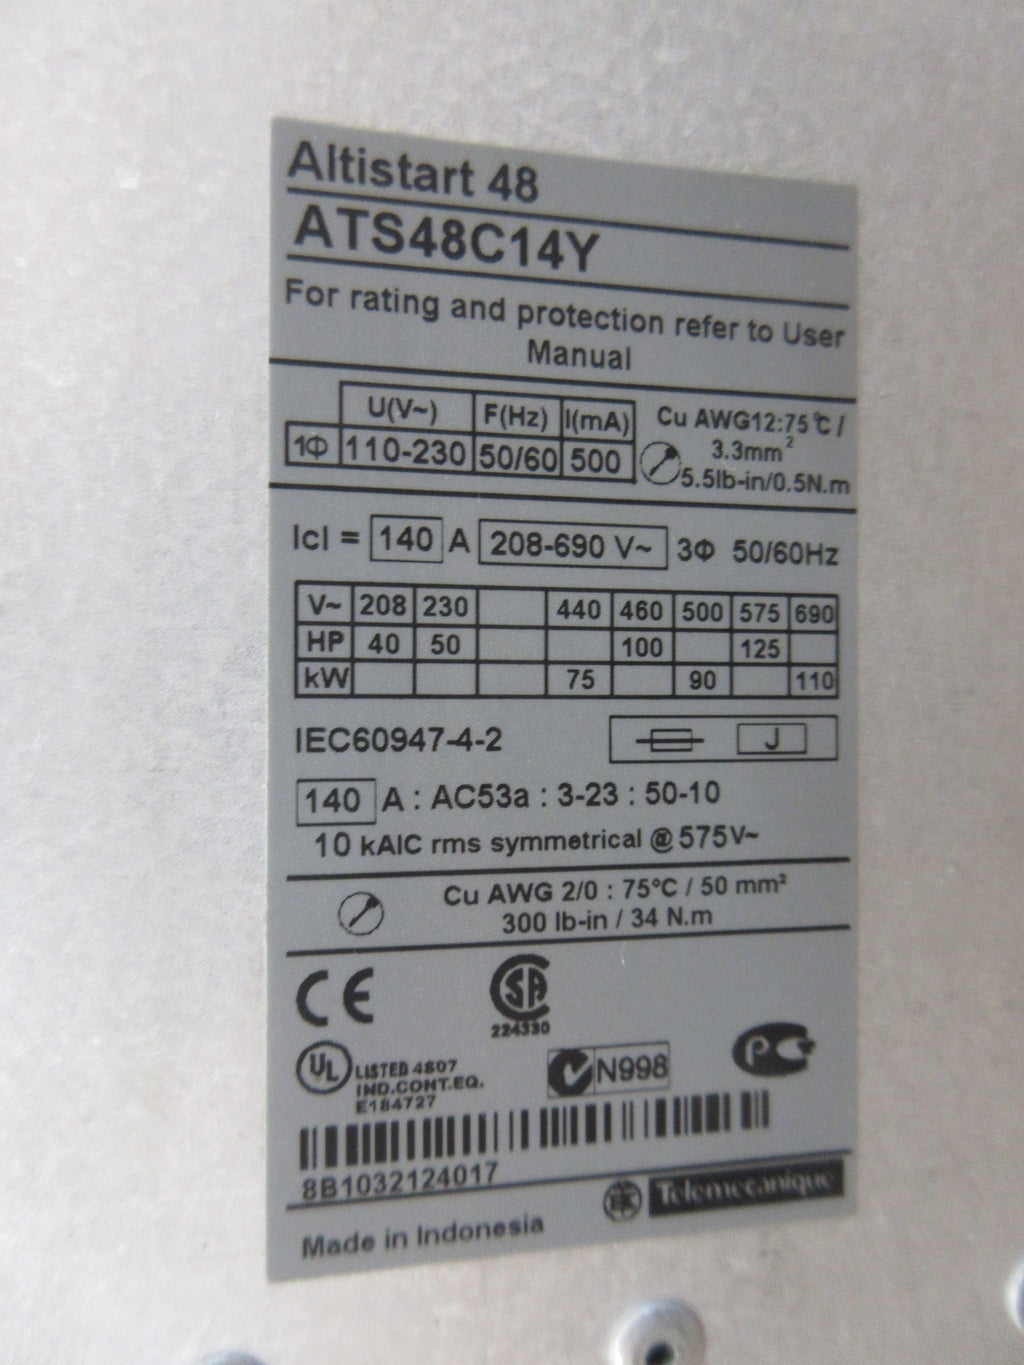 Altistart 48
ATS48C14Y
For rating and protection refer to User
Manual
U(V~) F(Hz) I(mA)
1Φ 110-230 50/60 500
Cu AWG12:75℃/
3.3mm²
5.5lb-in/0.5N.m
Icl = 140 A 208-690 V~ 3Φ 50/60Hz
V~ 208 230 440 460 500 575 690
HP 40 50 100 125
kW 75 90 110
IEC60947-4-2
J
140 A : AC53a : 3-23 : 50-10
10 kAIC rms symmetrical @ 575V~
Cu AWG 2/0 : 75°C / 50 mm²
300 lb-in / 34 N.m
CE
SA
224330
UL LISTED 4807
IND.CONT.EQ.
E184727
N998
8B1032124017
Telemecanique
Made in Indonesia